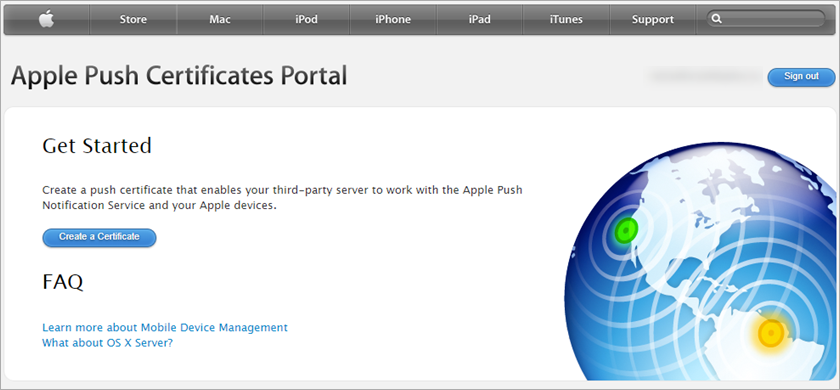 Store
Mac
iPod
iPhone
iPad
iTunes
Support
Apple Push Certificates Portal
Sign out
Get Started
Create a push certificate that enables your third-party server to work with the Apple Push
Notification Service and your Apple devices.
Create a Certificate
FAQ
Learn more about Mobile Device Management
What about OS X Server?